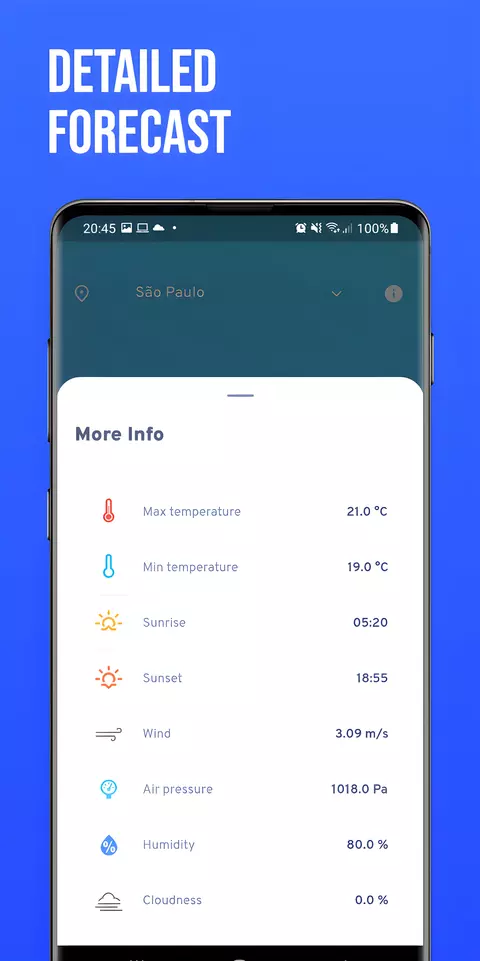 DETAILED
FORECAST
20:45 100%
São Paulo
More Info
Max temperature 21.0 °C
Min temperature 19.0 °C
Sunrise 05:20
Sunset 18:55
Wind 3.09 m/s
Air pressure 1018.0 Pa
Humidity 80.0 %
Cloudness 0.0 %